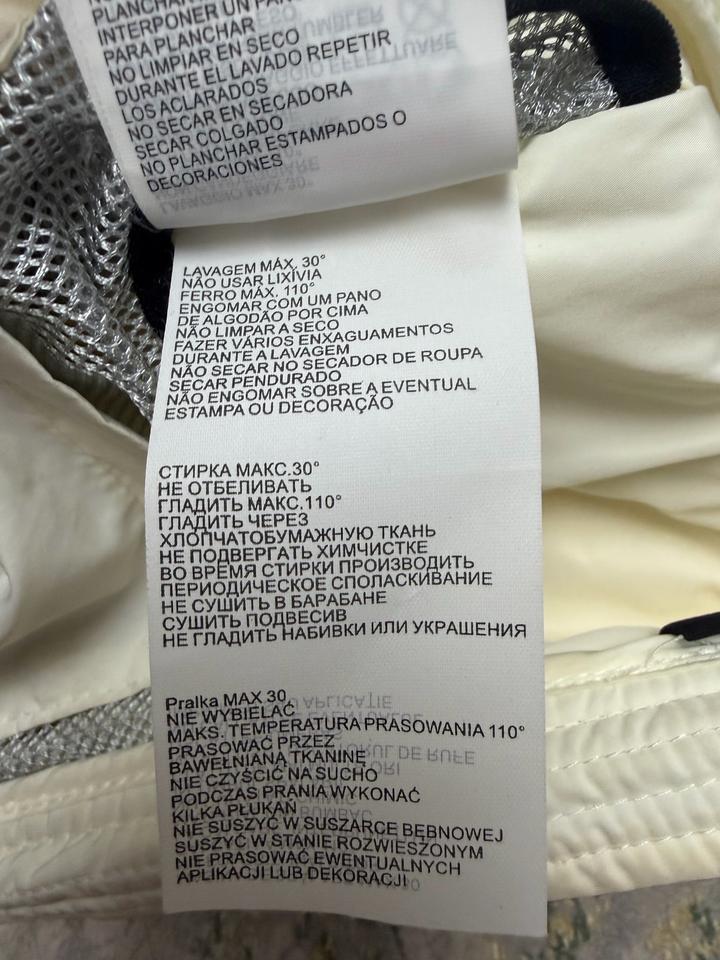 PLANCHAR
INTERPONER UN
PARA PLANCHAR
NO LIMPIAR EN SECO
DURANTE EL LAVADO REPETIR
LOS ACLARADOS
NO SECAR EN SECADORA
SECAR COLGADO
NO PLANCHAR ESTAMPADOS O
DECORACIONES
LAVAGEM MÁX. 30°
NÃO USAR LIXÍVIA
FERRO MÁX. 110°
ENGOMAR COM UM PANO
DE ALGODÃO POR CIMA
NÃO LIMPAR A SECO
FAZER VÁRIOS ENXAGUAMENTOS
DURANTE A LAVAGEM
NÃO SECAR NO SECADOR DE ROUPA
SECAR PENDURADO
NÃO ENGOMAR SOBRE A EVENTUAL
ESTAMPA OU DECORAÇÃO
СТИРКА МАКС.30°
НЕ ОТБЕЛИВАТЬ
ГЛАДИТЬ МАКС.110°
ГЛАДИТЬ ЧЕРЕЗ
ХЛОПЧАТОБУМАЖНУЮ ТКАНЬ
НЕ ПОДВЕРГАТЬ ХИМЧИСТКЕ
ВО ВРЕМЯ СТИРКИ ПРОИЗВОДИТЬ
ПЕРИОДИЧЕСКОЕ СПОЛАСКИВАНИЕ
НЕ СУШИТЬ В БАРАБАНЕ
СУШИТЬ ПОДВЕСИВ
НЕ ГЛАДИТЬ НАБИВКИ ИЛИ УКРАШЕНИЯ
Pralka MAX 30
NIE WYBIELAĆ
MAKS. TEMPERATURA PRASOWANIA 110°
PRASOWAĆ PRZEZ
BAWEŁNIANĄ TKANINĘ
NIE CZYŚCIĆ NA SUCHO
PODCZAS PRANIA WYKONAĆ
KILKA PŁUKAŃ
NIE SUSZYĆ W SUSZARCE BĘBNOWEJ
SUSZYĆ W STANIE ROZWIESZONYM
NIE PRASOWAĆ EWENTUALNYCH
APLIKACJI LUB DEKORACJI